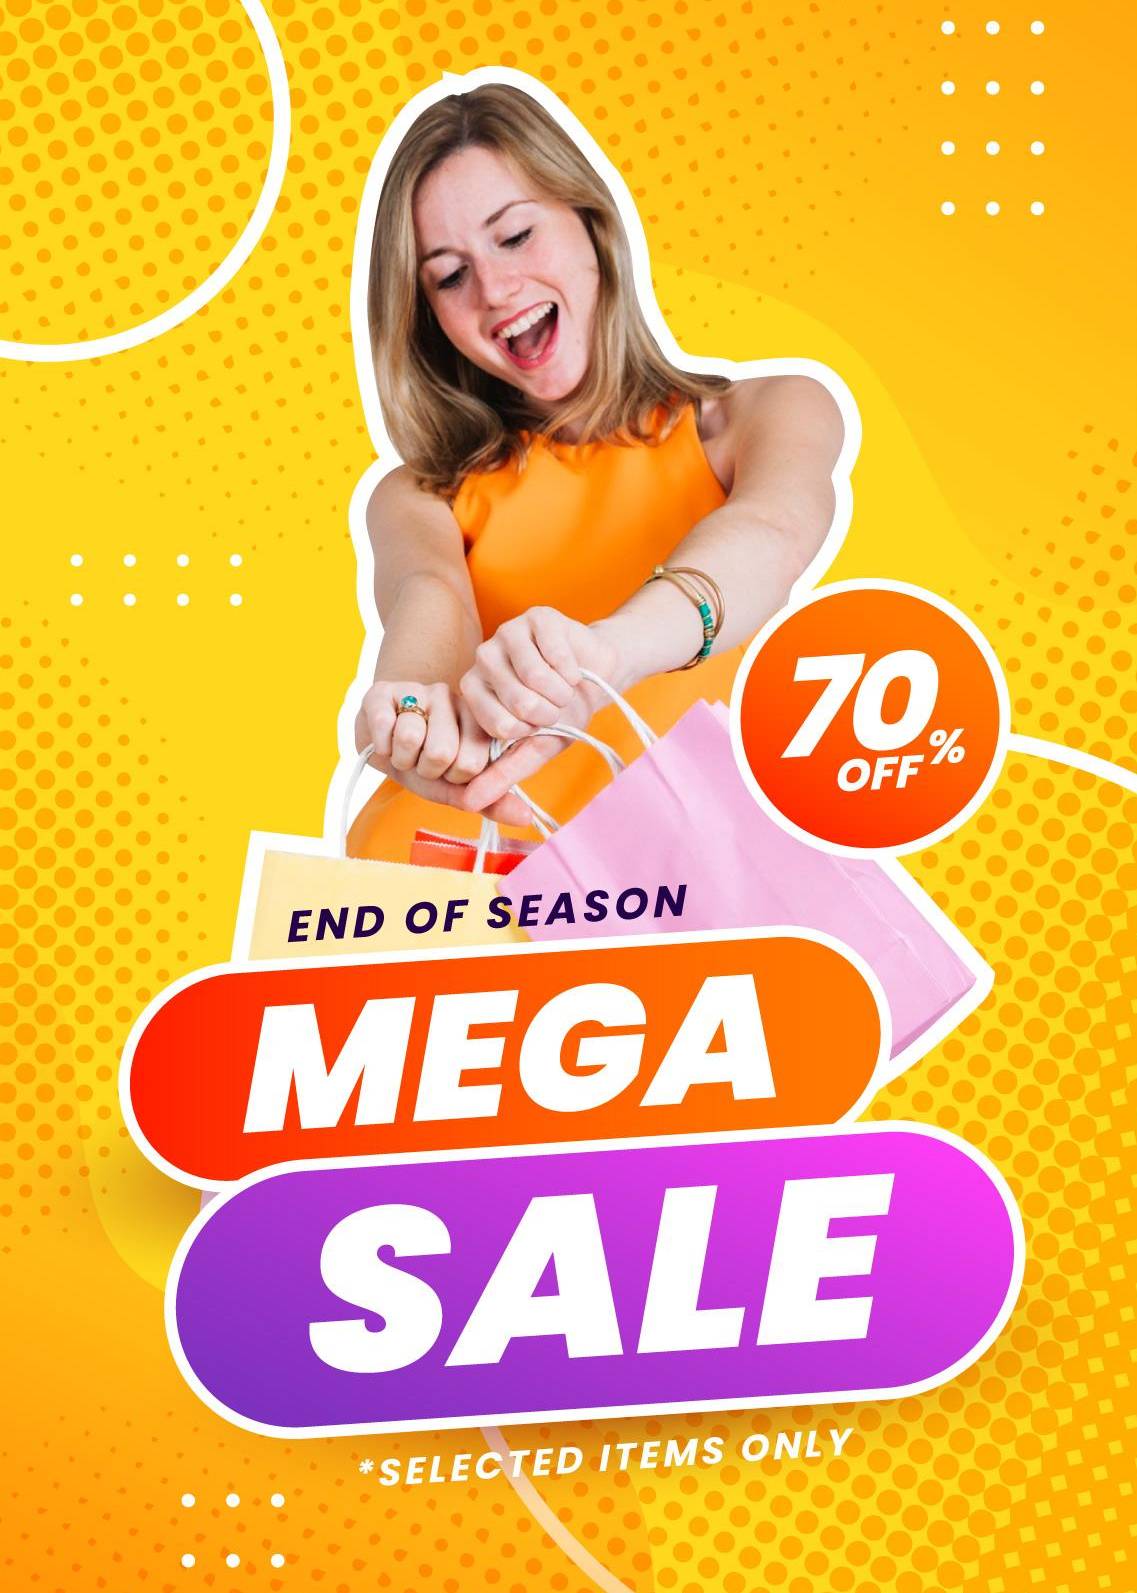 70%
OFF
END OF SEASON
MEGA
SALE
*SELECTED ITEMS ONLY